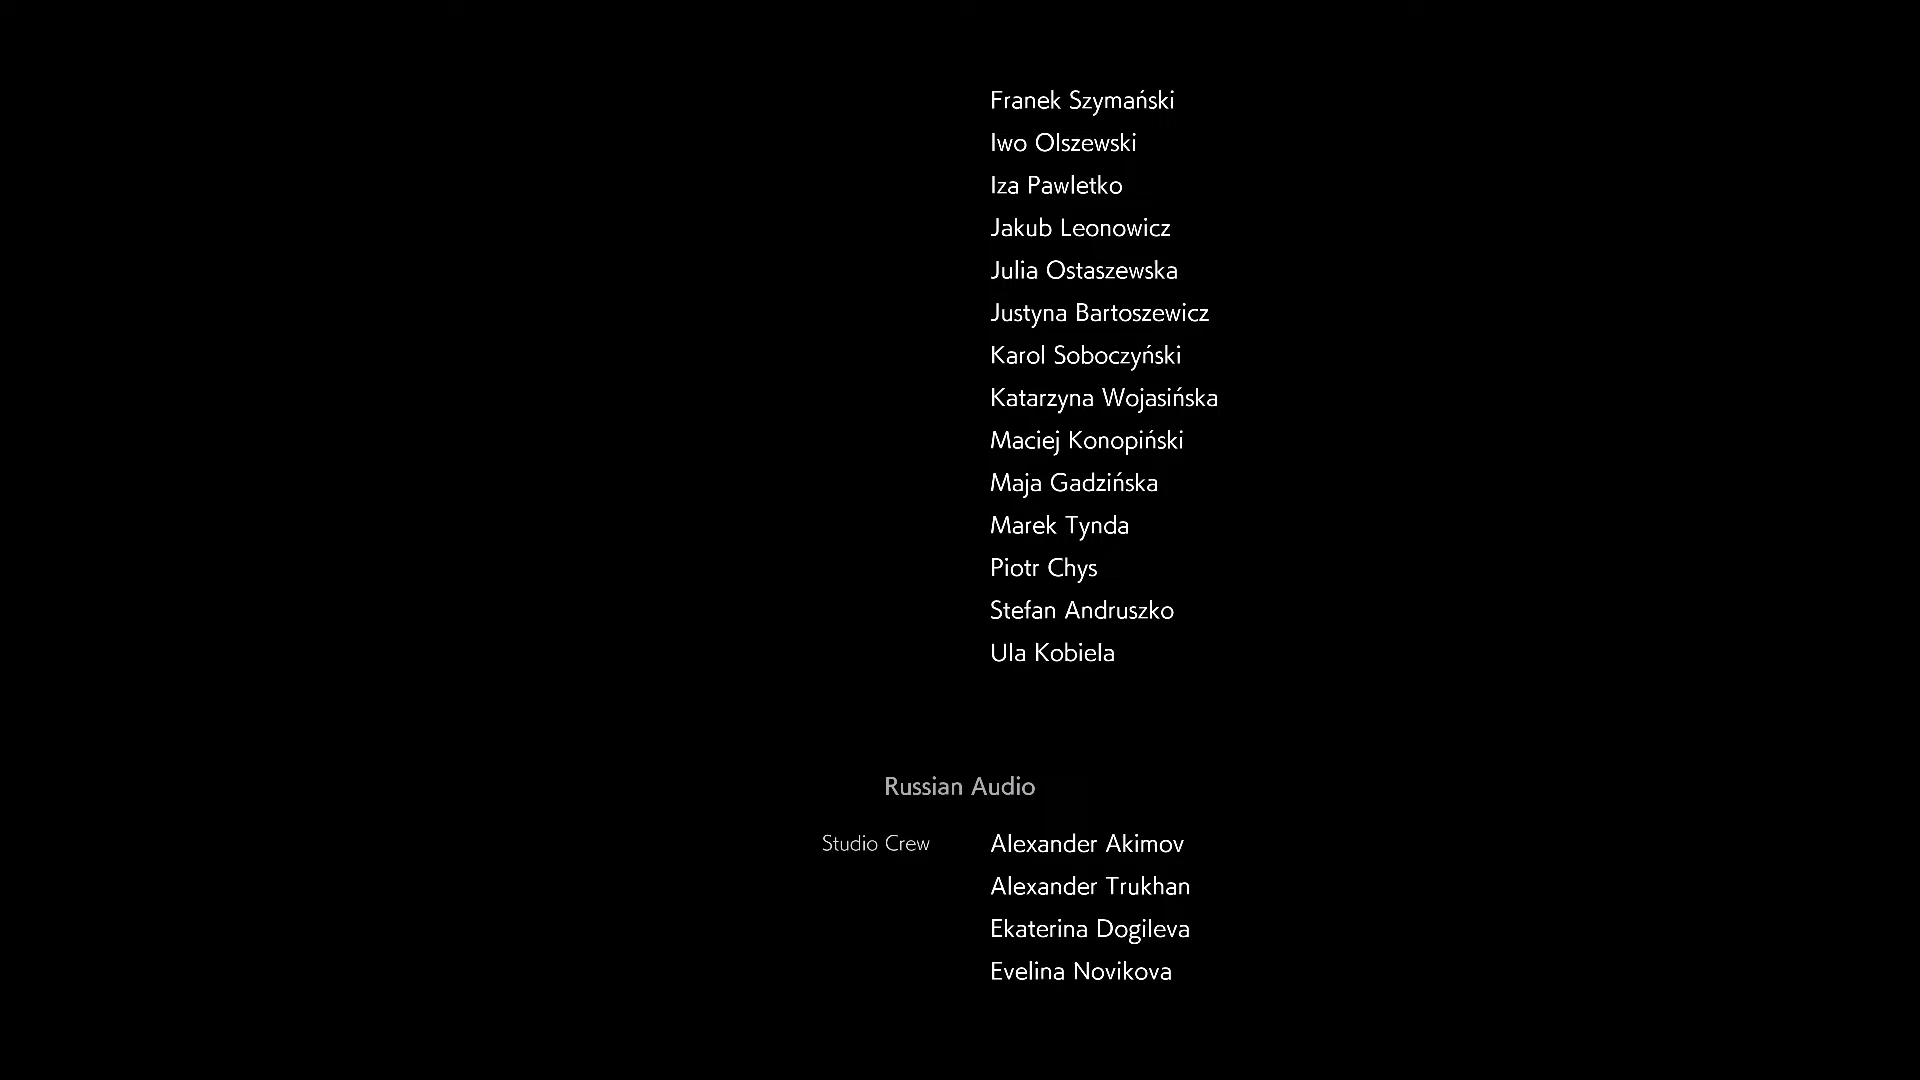 Franek Szymański
Iwo Olszewski
Iza Pawletko
Jakub Leonowicz
Julia Ostaszewska
Justyna Bartoszewicz
Karol Soboczyński
Katarzyna Wojasińska
Maciej Konopiński
Maja Gadzińska
Marek Tynda
Piotr Chys
Stefan Andruszko
Ula Kobiela
Russian Audio
Studio Crew Alexander Akimov
Alexander Trukhan
Ekaterina Dogileva
Evelina Novikova